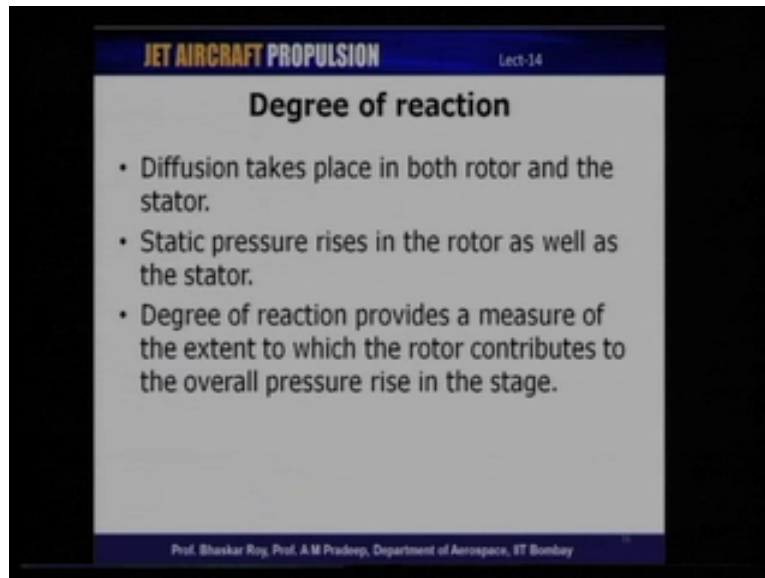 JET AIRCRAFT PROPULSION
Lect-14
Degree of reaction
• Diffusion takes place in both rotor and the
stator.
• Static pressure rises in the rotor as well as
the stator.
• Degree of reaction provides a measure of
the extent to which the rotor contributes to
the overall pressure rise in the stage.
Prof. Bhaskar Roy, Prof. A M Pradeep, Department of Aerospace, IIT Bombay